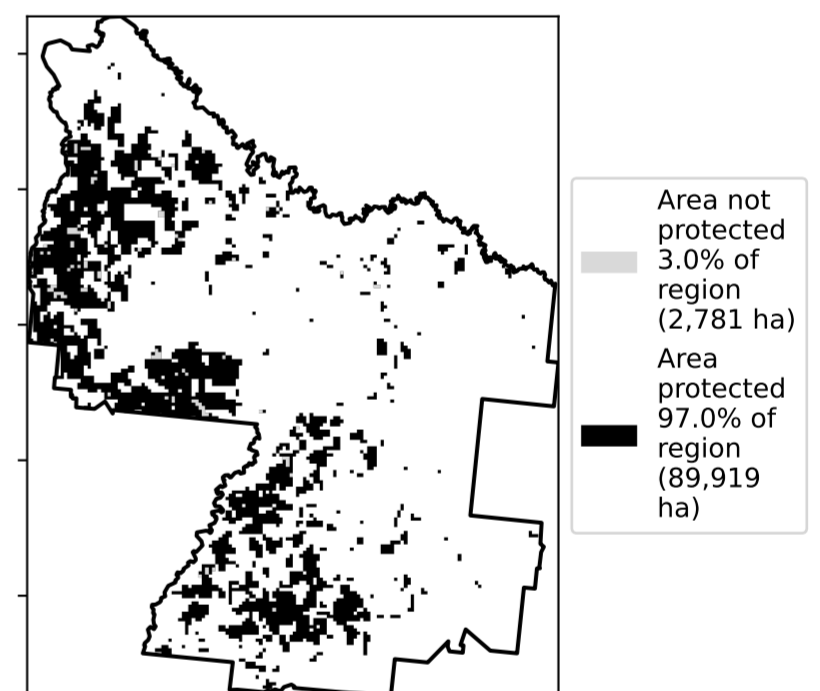 Area not
protected
3.0% of
region
(2,781 ha)
Area
protected
97.0% of
region
(89,919
ha)